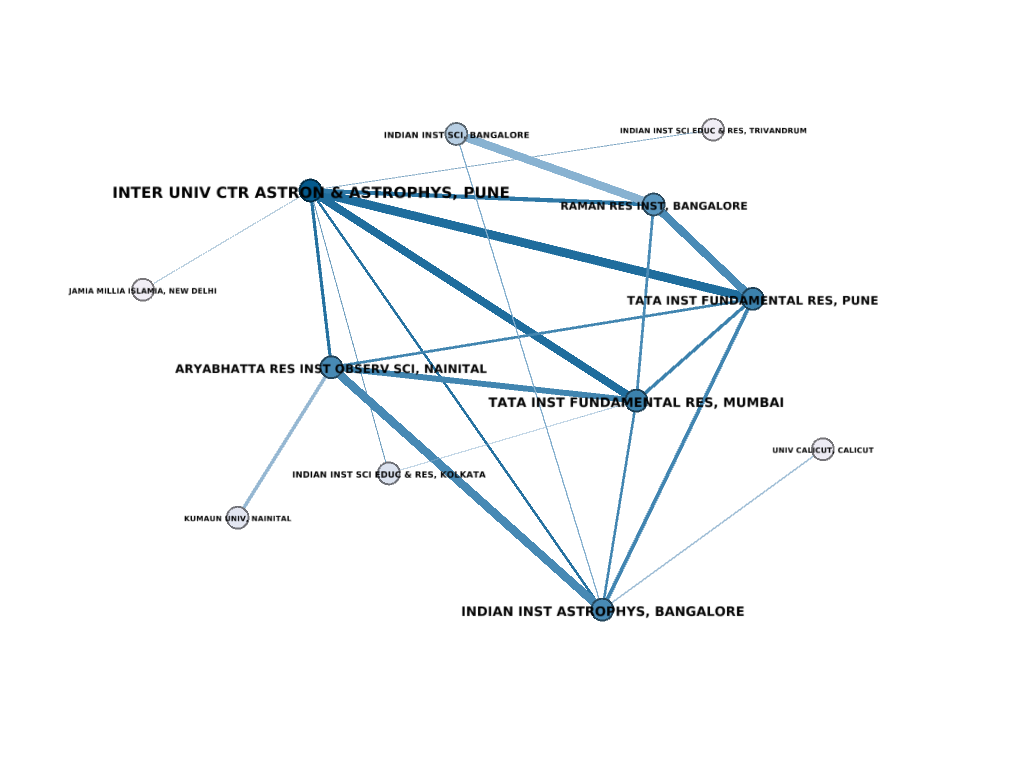 INDIAN INST SCI EDUC & RES, TRIVANDRUM
INDIAN INST SCI, BANGALORE
INTER UNIV CTR ASTRON & ASTROPHYS, PUNE
RAMAN RES INST, BANGALORE
JAMIA MILLIA ISLAMIA, NEW DELHI
TATA INST FUNDAMENTAL RES, PUNE
ARYABHATTA RES INST OBSERV SCI, NAINITAL
TATA INST FUNDAMENTAL RES, MUMBAI
UNIV CALICUT, CALICUT
INDIAN INST SCI EDUC & RES, KOLKATA
KUMAUN UNIV, NAINITAL
INDIAN INST ASTROPHYS, BANGALORE